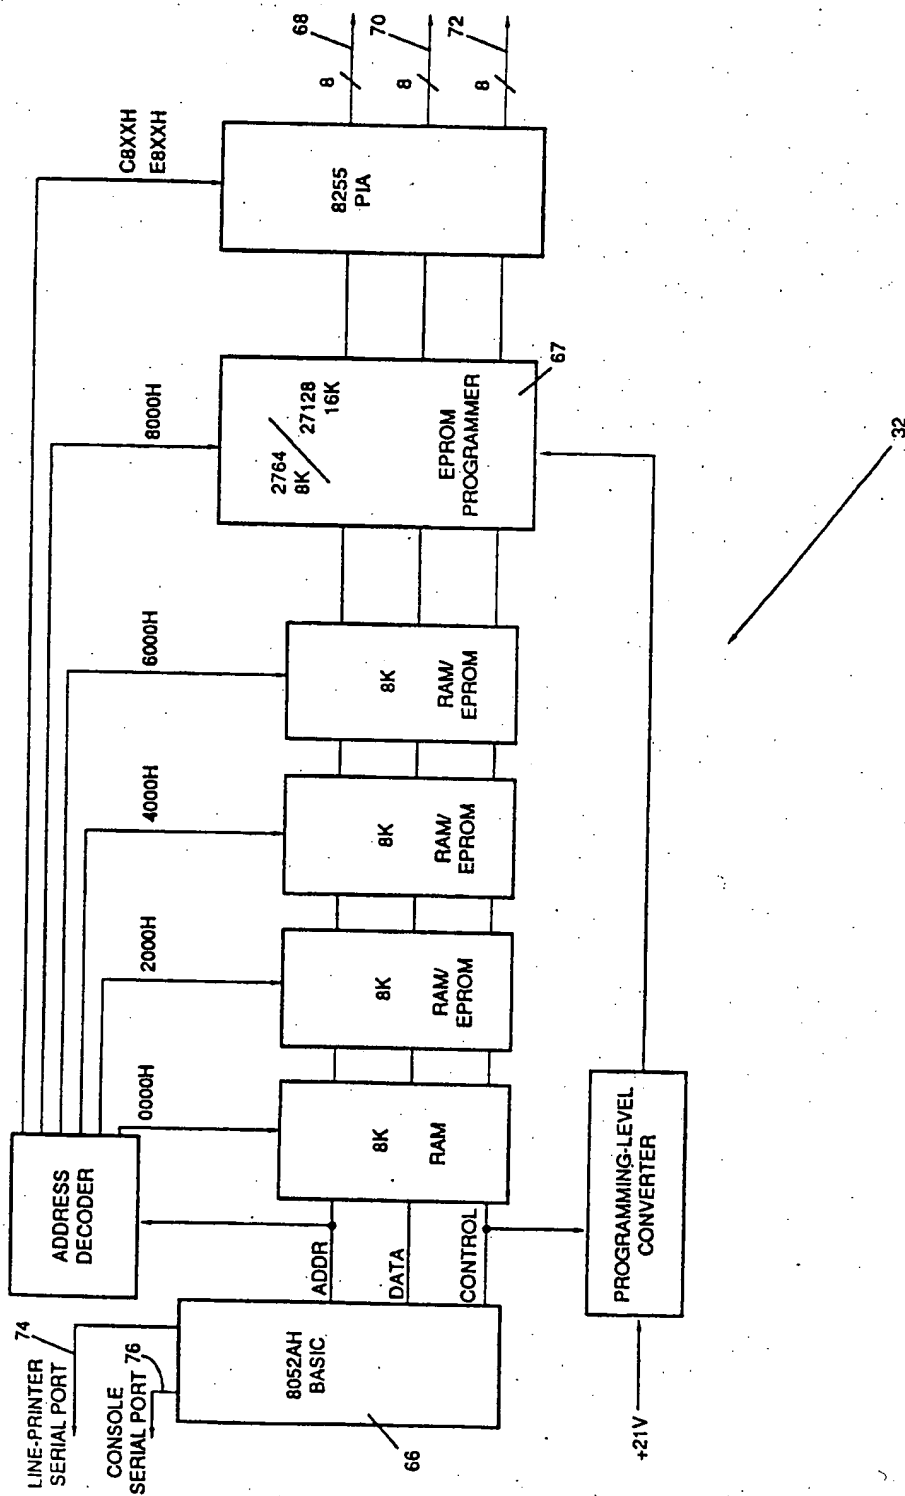 LINE-PRINTER
SERIAL PORT
74
CONSOLE
SERIAL PORT
76
8052AH
BASIC
66
ADDRESS
DECODER
ADDR
DATA
CONTROL
+21V
PROGRAMMING-LEVEL
CONVERTER
0000H
8K
RAM
2000H
8K
RAM/
EPROM
4000H
8K
RAM/
EPROM
6000H
8K
RAM/
EPROM
8000H
2764
8K
27128
16K
EPROM
PROGRAMMER
67
C8XXH
E8XXH
8255
PIA
8
68
8
70
8
72
32